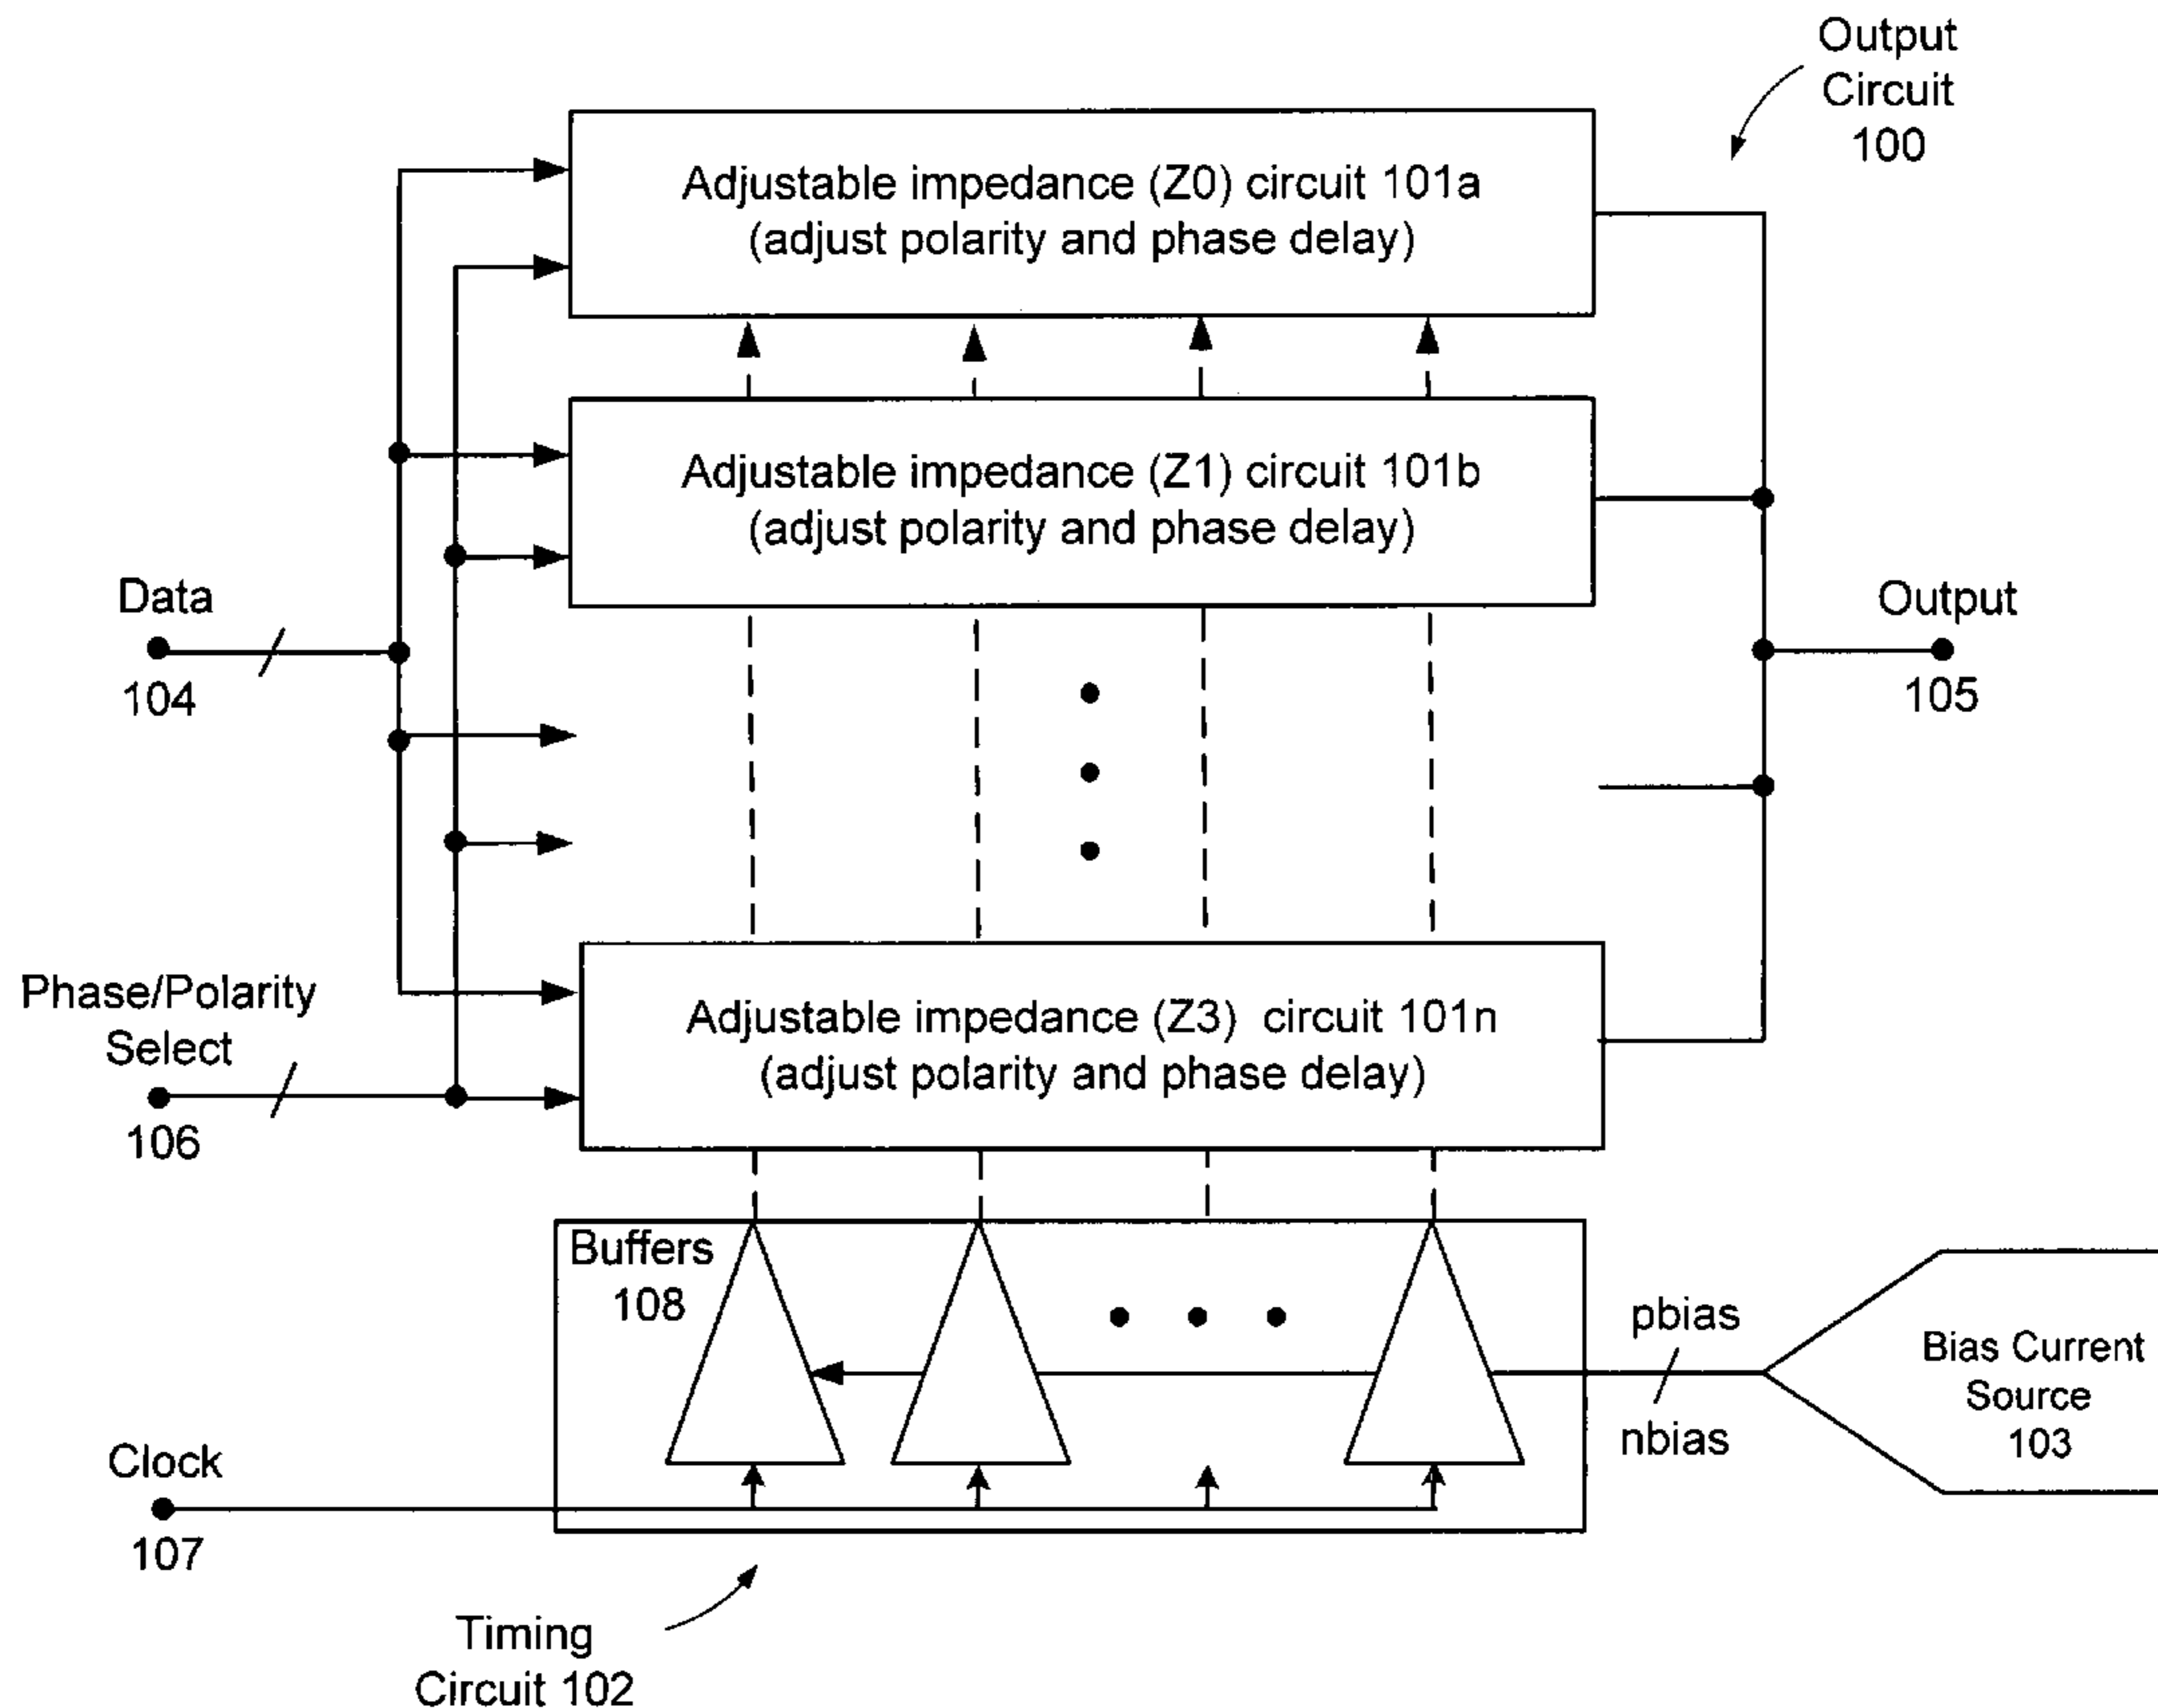 Output
Circuit
100
Adjustable impedance (Z0) circuit 101a
(adjust polarity and phase delay)
Adjustable impedance (Z1) circuit 101b
(adjust polarity and phase delay)
Data
104
Output
105
Phase/Polarity
Select
106
Adjustable impedance (Z3) circuit 101n
(adjust polarity and phase delay)
Buffers
108
pbias
nbias
Bias Current
Source
103
Clock
107
Timing
Circuit 102